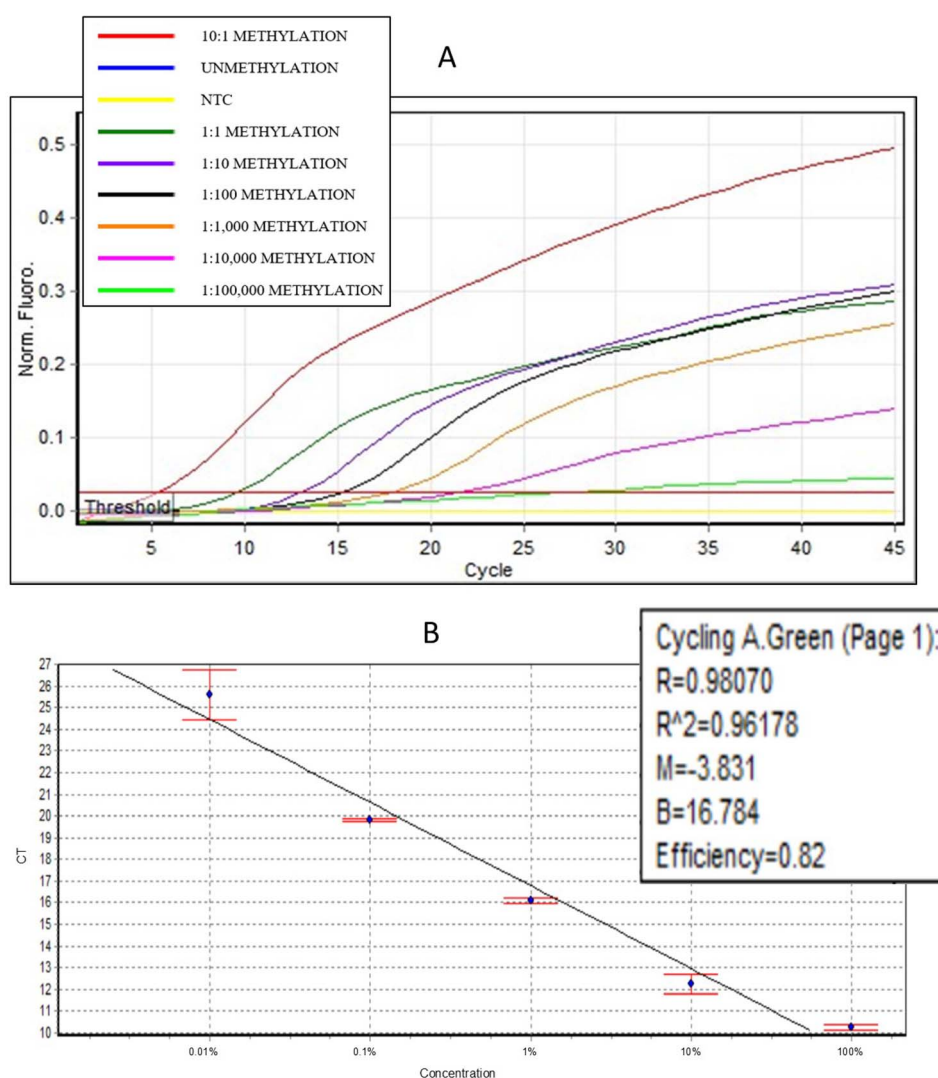 A
10:1 METHYLATION
UNMETHYLATION
NTC
1:1 METHYLATION
1:10 METHYLATION
1:100 METHYLATION
1:1,000 METHYLATION
1:10,000 METHYLATION
1:100,000 METHYLATION
Norm. Fluoro.
0.5
0.4
0.3
0.2
0.1
0.0
Threshold
5 10 15 20 25 30 35 40 45
Cycle
B
Cycling A.Green (Page 1):
R=0.98070
R^2=0.96178
M=-3.831
B=16.784
Efficiency=0.82
CT
27
26
25
24
23
22
21
20
19
18
17
16
15
14
13
12
11
10
0.01% 0.1% 1% 10% 100%
Concentration